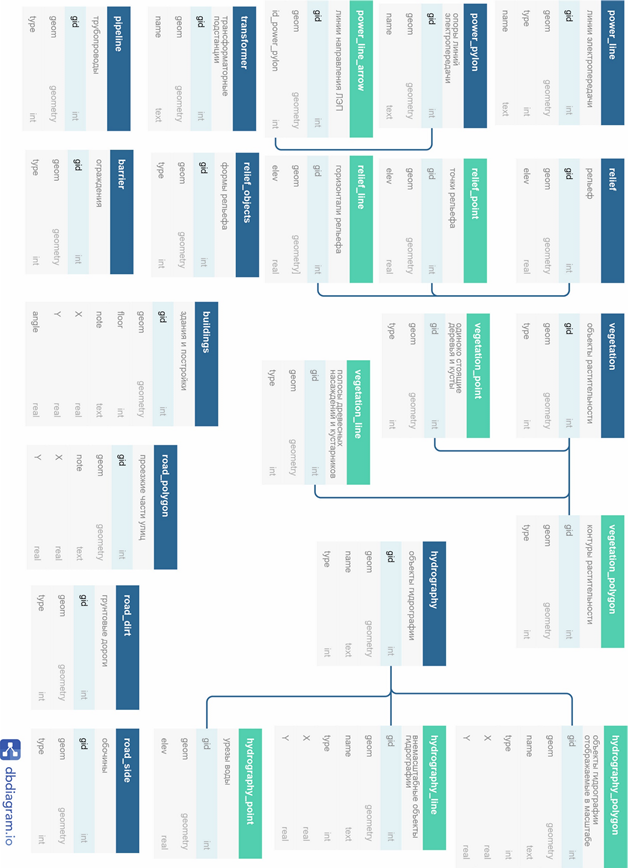 power_line
линии электропередачи
gid int
geom geometry
type int
name text
relief
рельеф
gid int
geom geometry
type int
elev real
vegetation
объекты растительности
gid int
geom geometry
type int
vegetation_polygon
контуры растительности
gid int
geom geometry
type int
hydrography_polygon
объекты гидрографии
отображаемые в масштабе
gid int
geom geometry
name text
type int
X real
Y real
power_pylon
опоры линий
электропередачи
gid int
geom geometry
name text
relief_point
точки рельефа
gid int
geom geometry
elev real
vegetation_point
одиноко стоящие
деревья и кусты
gid int
geom geometry
type int
hydrography
объекты гидрографии
gid int
geom geometry
name text
type int
hydrography_line
внемасштабные объекты
гидрографии
gid int
geom geometry
name text
type int
X real
Y real
power_line_arrow
линии направления ЛЭП
gid int
geom geometry
id_power_pylon int
relief_line
горизонтали рельефа
gid int
geom geometry]
elev real
vegetation_line
полосы древесных
насаждений и кустарников
gid int
geom geometry
type int
hydrography_point
урезы воды
gid int
geom geometry
elev real
transformer
трансформаторные
подстанции
gid int
geom geometry
name text
relief_objects
формы рельефа
gid int
geom geometry
type int
buildings
здания и постройки
gid int
geom geometry
floor int
note text
X real
Y real
angle real
road_polygon
проезжие части улиц
gid int
geom geometry
note text
X real
Y real
pipeline
трубопроводы
gid int
geom geometry
type int
barrier
ограждения
gid int
geom geometry
type int
road_dirt
грунтовые дороги
gid int
geom geometry
type int
road_side
обочины
gid int
geom geometry
type int
dbdiagram.io